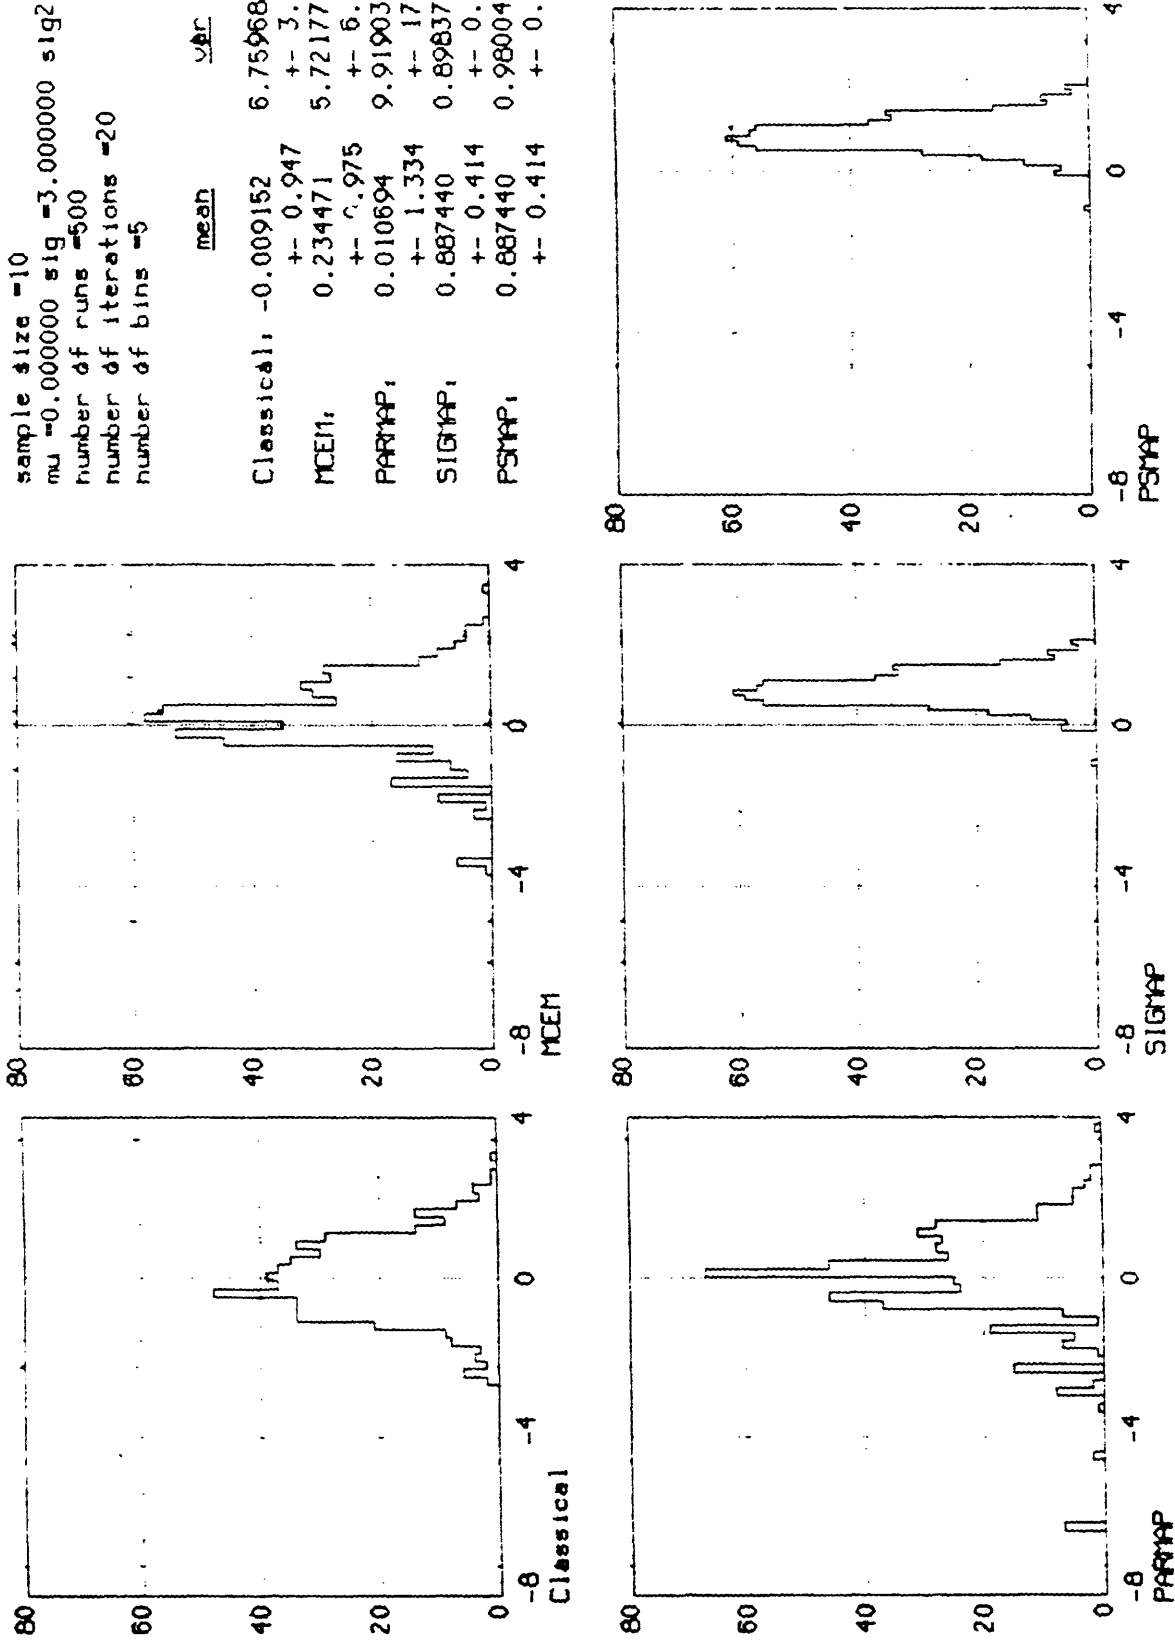 sample size =10
mu =0.000000 sig =3.000000 sig2
number of runs =500
number of iterations =20
number of bins =5
mean var
Classical: -0.009152 6.75968
+- 0.947 +- 3.
MCEM: 0.234471 5.72177
+- 0.975 +- 6.
PARMAP: 0.010694 9.91903
+- 1.334 +- 17
SIGMAP: 0.887440 0.89837
+- 0.414 +- 0.
PSMAP: 0.887440 0.98004
+- 0.414 +- 0.
80
60
40
20
0
-8 -4 0 4
Classical
80
60
40
20
0
-8 -4 0 4
MCEM
80
60
40
20
0
-8 -4 0 4
PARMAP
80
60
40
20
0
-8 -4 0 4
SIGMAP
80
60
40
20
0
-8 -4 0 4
PSMAP